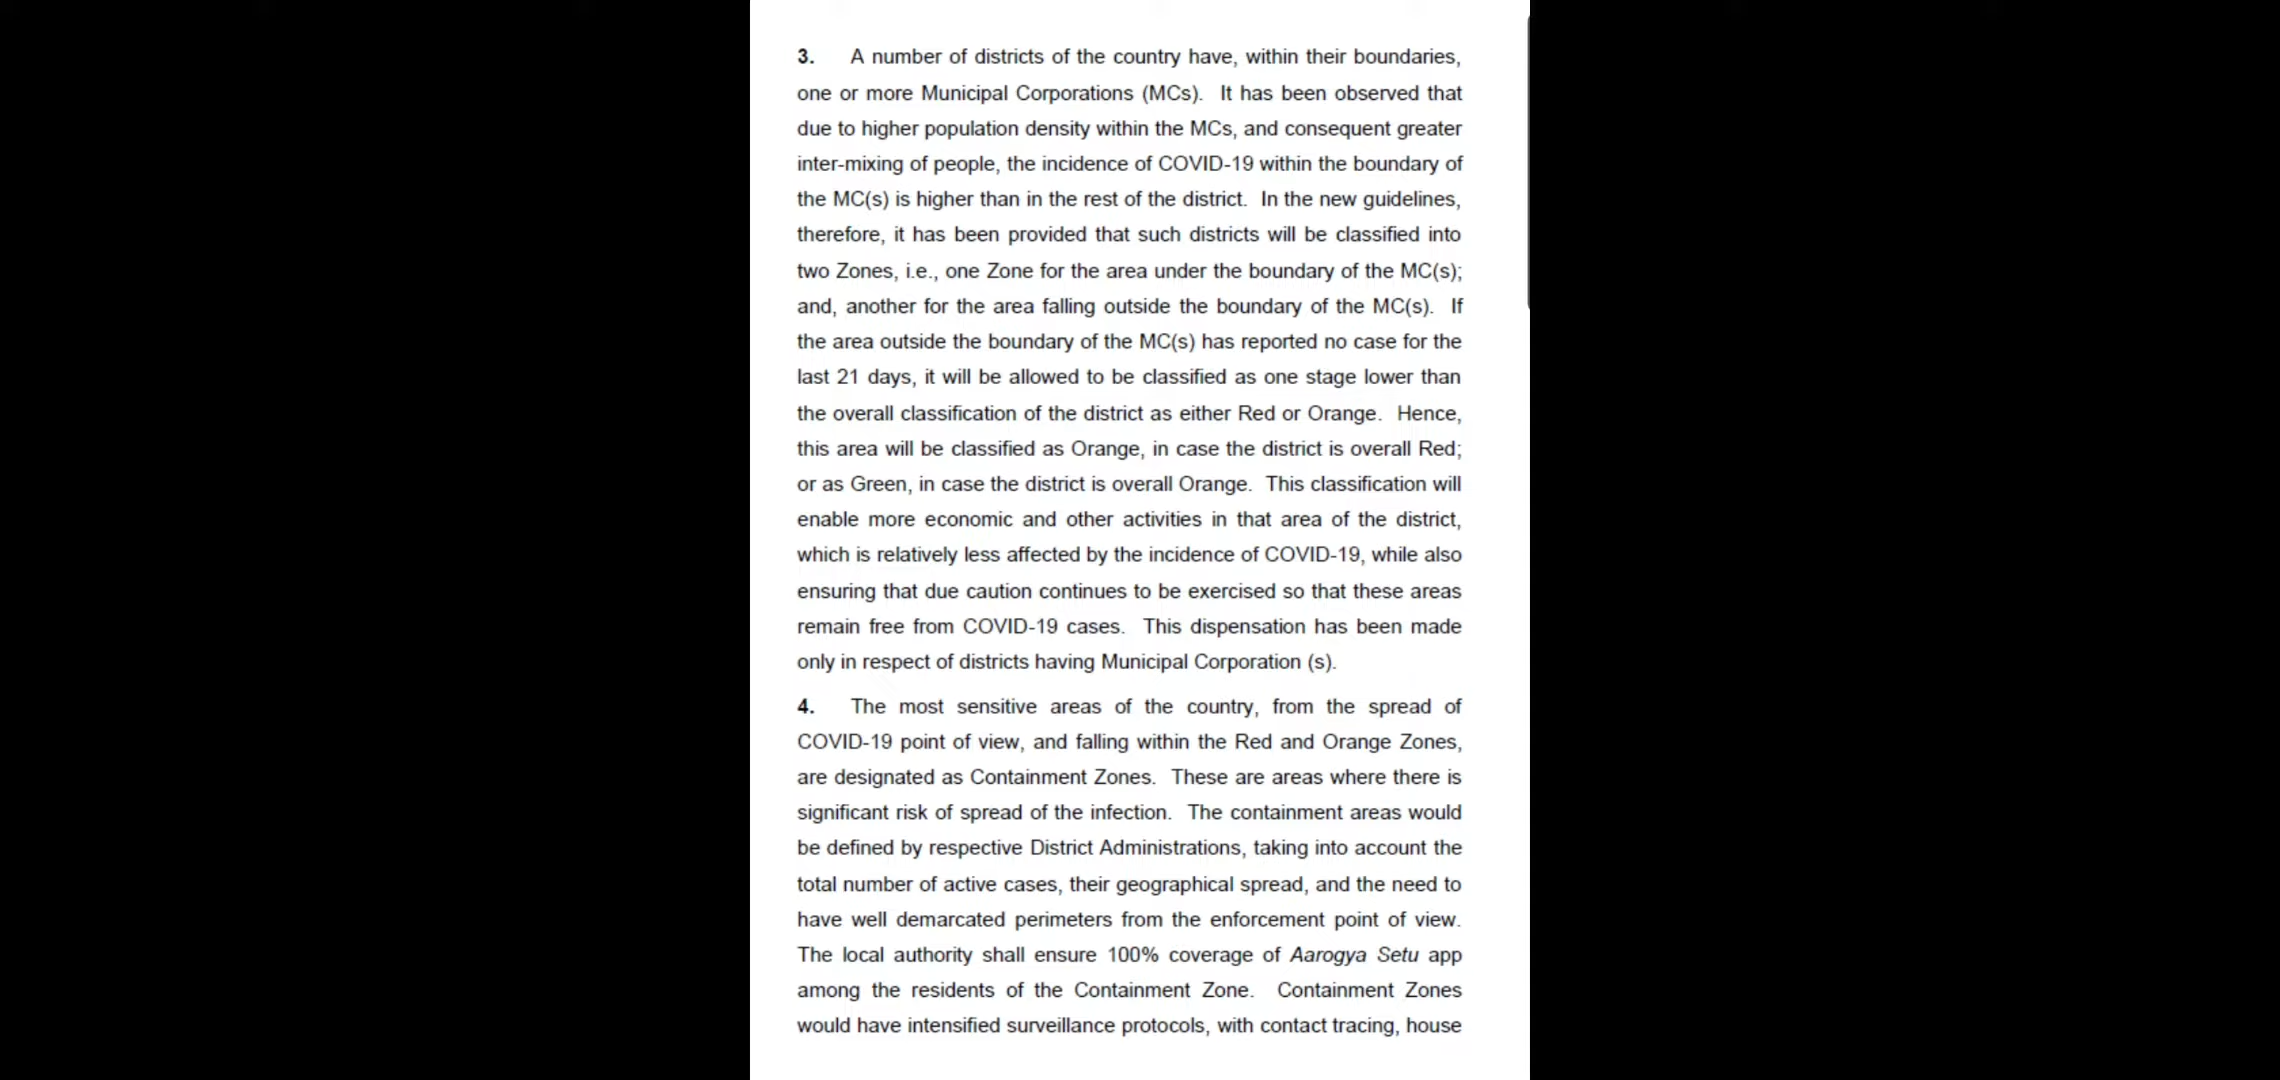 3. A number of districts of the country have, within their boundaries,
one or more Municipal Corporations (MCs). It has been observed that
due to higher population density within the MCs, and consequent greater
inter-mixing of people, the incidence of COVID-19 within the boundary of
the MC(s) is higher than in the rest of the district. In the new guidelines,
therefore, it has been provided that such districts will be classified into
two Zones, i.e., one Zone for the area under the boundary of the MC(s);
and, another for the area falling outside the boundary of the MC(s). If
the area outside the boundary of the MC(s) has reported no case for the
last 21 days, it will be allowed to be classified as one stage lower than
the overall classification of the district as either Red or Orange. Hence,
this area will be classified as Orange, in case the district is overall Red;
or as Green, in case the district is overall Orange. This classification will
enable more economic and other activities in that area of the district,
which is relatively less affected by the incidence of COVID-19, while also
ensuring that due caution continues to be exercised so that these areas
remain free from COVID-19 cases. This dispensation has been made
only in respect of districts having Municipal Corporation (s).
4. The most sensitive areas of the country, from the spread of
COVID-19 point of view, and falling within the Red and Orange Zones,
are designated as Containment Zones. These are areas where there is
significant risk of spread of the infection. The containment areas would
be defined by respective District Administrations, taking into account the
total number of active cases, their geographical spread, and the need to
have well demarcated perimeters from the enforcement point of view.
The local authority shall ensure 100% coverage of Aarogya Setu app
among the residents of the Containment Zone. Containment Zones
would have intensified surveillance protocols, with contact tracing, house